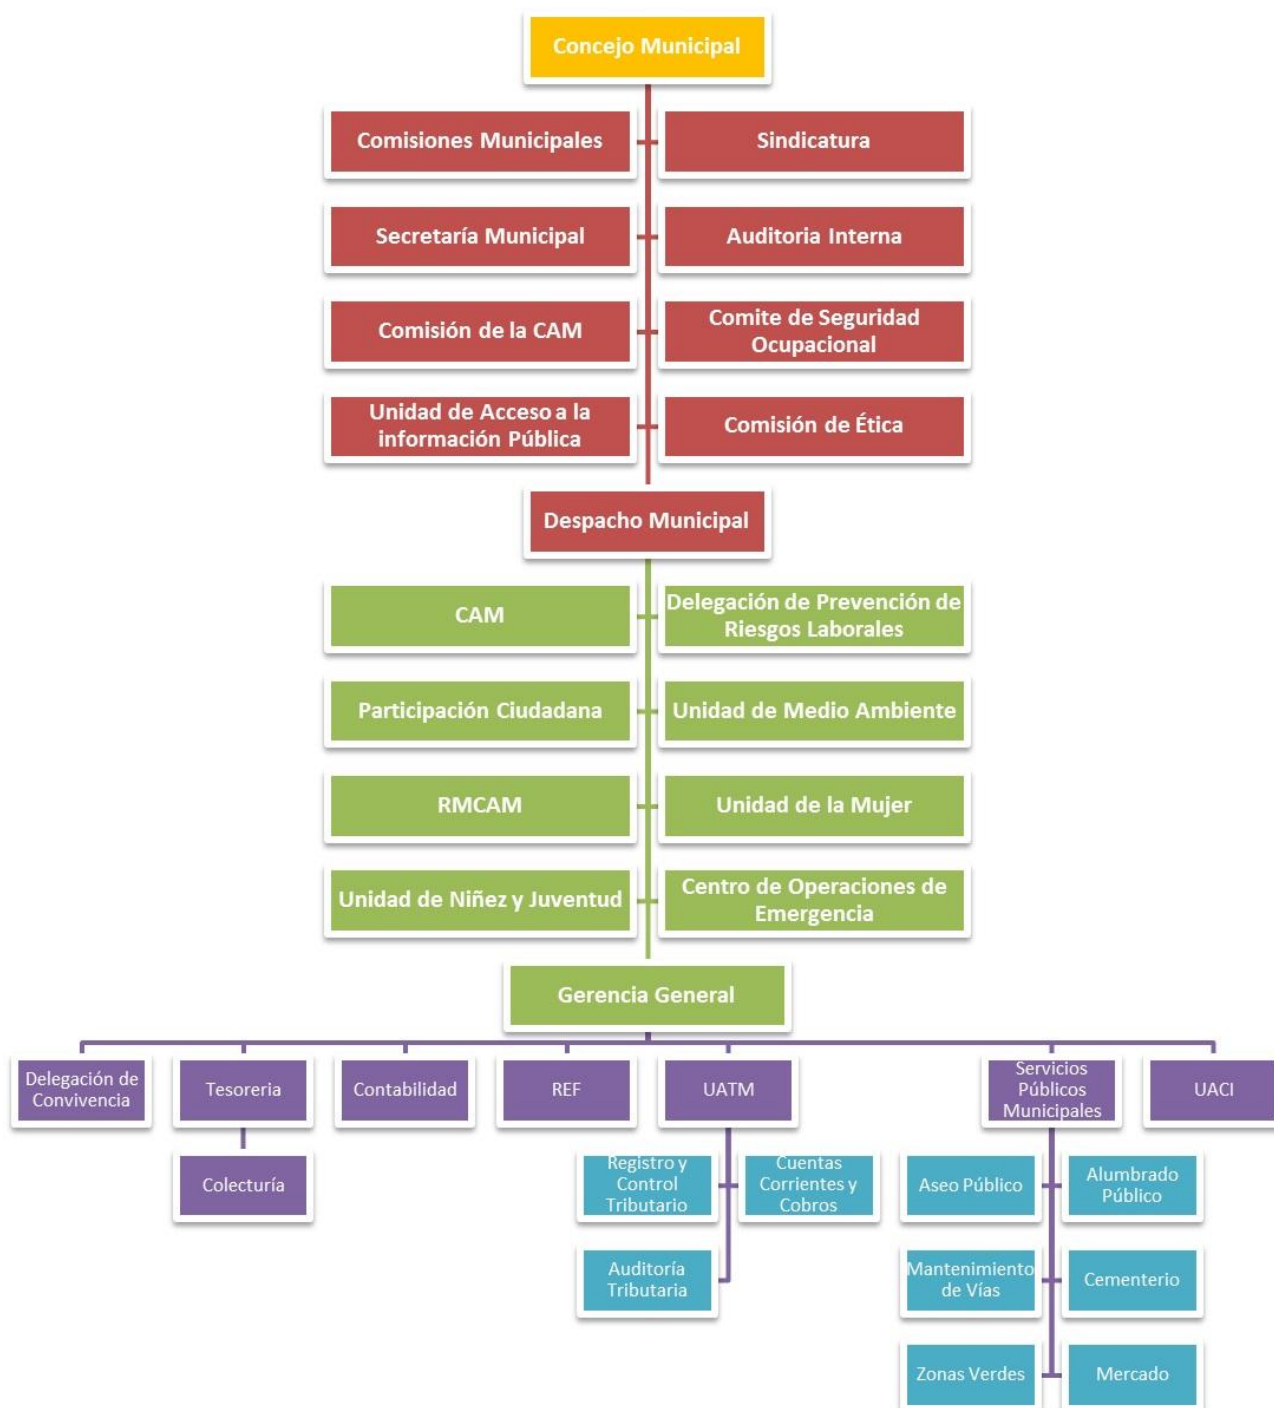 Concejo Municipal
Comisiones Municipales
Sindicatura
Secretaría Municipal
Auditoria Interna
Comisión de la CAM
Comite de Seguridad
Ocupacional
Unidad de Acceso a la
información Pública
Comisión de Ética
Despacho Municipal
CAM
Delegación de Prevención de
Riesgos Laborales
Participación Ciudadana
Unidad de Medio Ambiente
RMCAM
Unidad de la Mujer
Unidad de Niñez y Juventud
Centro de Operaciones de
Emergencia
Gerencia General
Delegación de
Convivencia
Tesoreria
Contabilidad
REF
UATM
Servicios
Públicos
Municipales
UACI
Colecturía
Registro y
Control
Tributario
Cuentas
Corrientes y
Cobros
Aseo Público
Alumbrado
Público
Auditoría
Tributaria
Mantenimiento
de Vías
Cementerio
Zonas Verdes
Mercado